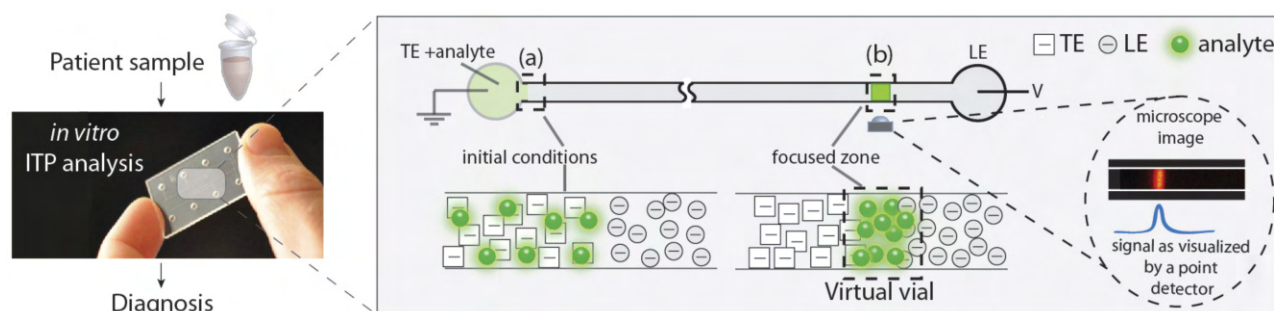 Patient sample
in vitro
ITP analysis
Diagnosis
TE +analyte
(a)
(b)
LE
TE
LE
analyte
V
initial conditions
focused zone
Virtual vial
microscope
image
signal as visualized
by a point
detector